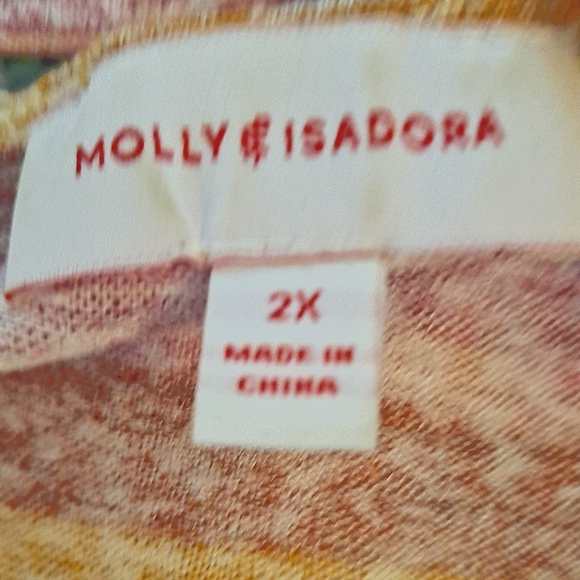 MOLLY & ISADORA
2X
MADE IN
CHINA